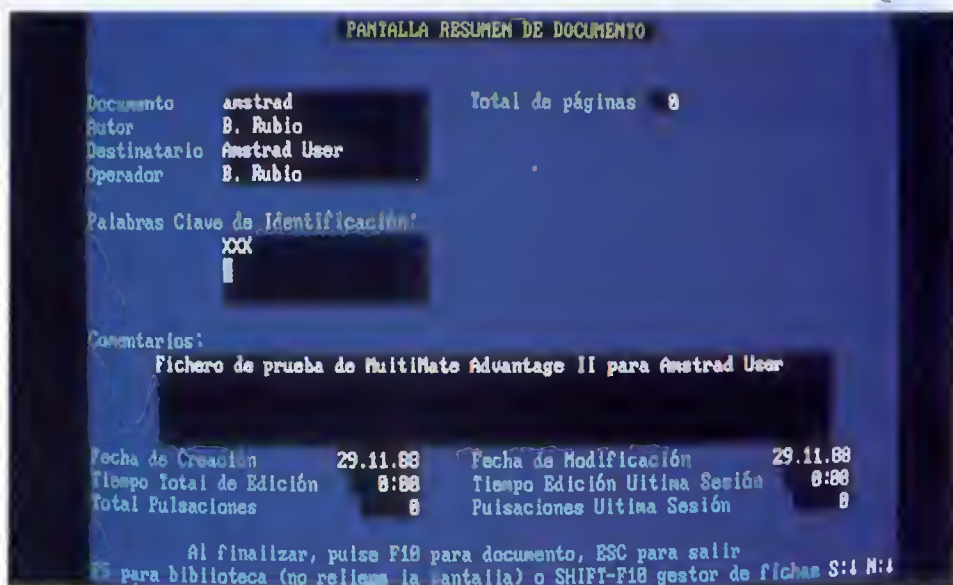 PANTALLA RESUMEN DE DOCUMENTO
Documento amstrad Total de páginas 0
Autor B. Rubio
Destinatario Amstrad User
Operador B. Rubio
Palabras Clave de Identificación:
XXX
Comentarios:
Fichero de prueba de MultiMate Advantage II para Amstrad User
Fecha de Creación 29.11.88 Fecha de Modificación 29.11.88
Tiempo Total de Edición 0:00 Tiempo Edición Ultima Sesión 0:00
Total Pulsaciones 0 Pulsaciones Ultima Sesión 0
Al finalizar, pulse F10 para documento, ESC para salir
F5 para biblioteca (no rellene la pantalla) o SHIFT-F10 gestor de fichas S:↓ N:↓